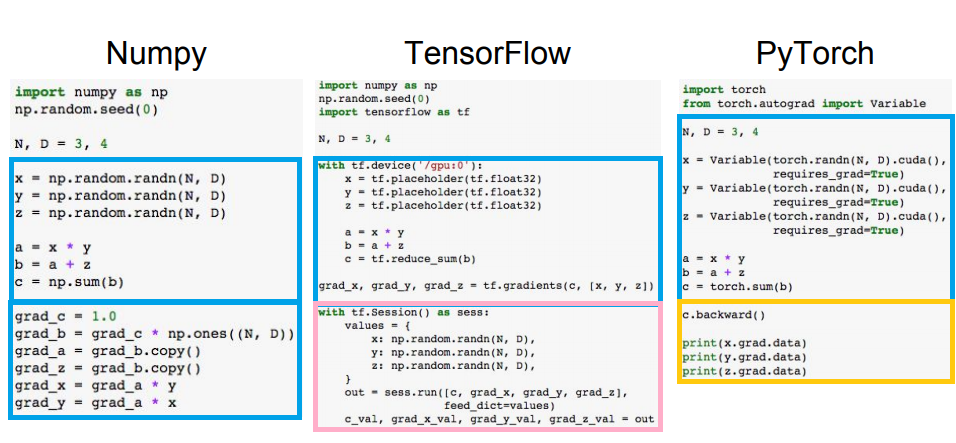 Numpy
import numpy as np
np.random.seed(0)
N, D = 3, 4
x = np.random.randn(N, D)
y = np.random.randn(N, D)
z = np.random.randn(N, D)
a = x * y
b = a + z
c = np.sum(b)
grad_c = 1.0
grad_b = grad_c * np.ones((N, D))
grad_a = grad_b.copy()
grad_z = grad_b.copy()
grad_x = grad_a * y
grad_y = grad_a * x
TensorFlow
import numpy as np
np.random.seed(0)
import tensorflow as tf
N, D = 3, 4
with tf.device('/gpu:0'):
x = tf.placeholder(tf.float32)
y = tf.placeholder(tf.float32)
z = tf.placeholder(tf.float32)
a = x * y
b = a + z
c = tf.reduce_sum(b)
grad_x, grad_y, grad_z = tf.gradients(c, [x, y, z])
with tf.Session() as sess:
values = {
x: np.random.randn(N, D),
y: np.random.randn(N, D),
z: np.random.randn(N, D),
}
out = sess.run([c, grad_x, grad_y, grad_z],
feed_dict=values)
c_val, grad_x_val, grad_y_val, grad_z_val = out
PyTorch
import torch
from torch.autograd import Variable
N, D = 3, 4
x = Variable(torch.randn(N, D).cuda(),
requires_grad=True)
y = Variable(torch.randn(N, D).cuda(),
requires_grad=True)
z = Variable(torch.randn(N, D).cuda(),
requires_grad=True)
a = x * y
b = a + z
c = torch.sum(b)
c.backward()
print(x.grad.data)
print(y.grad.data)
print(z.grad.data)